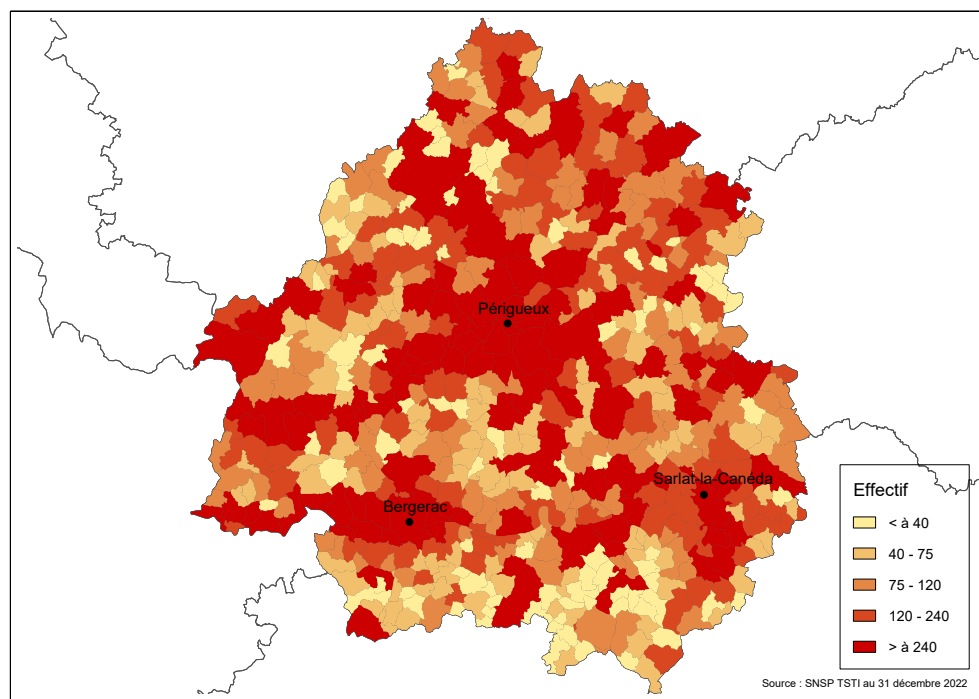 Périgueux
Sarlat-la-Canéda
Bergerac
Effectif
< à 40
40 - 75
75 - 120
120 - 240
> à 240
Source : SNSP TSTI au 31 décembre 2022